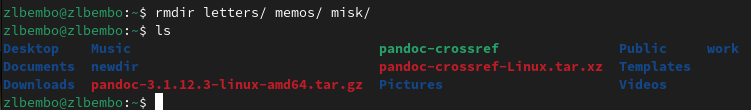 zlbembo@zlbembo:~$ rmdir letters/ memos/ misk/
zlbembo@zlbembo:~$ ls
Desktop Music pandoc-crossref Public work
Documents newdir pandoc-crossref-Linux.tar.xz Templates
Downloads pandoc-3.1.12.3-linux-amd64.tar.gz Pictures Videos
zlbembo@zlbembo:~$